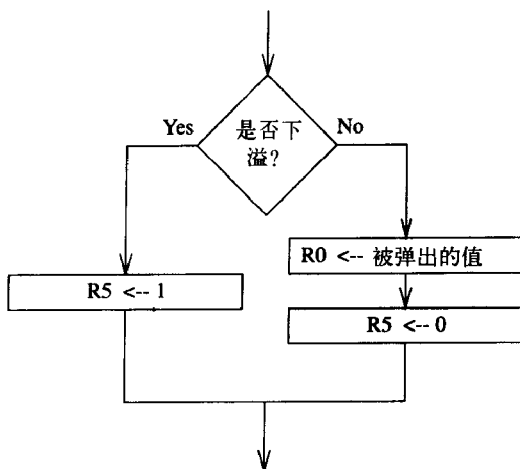 Yes
是否下
溢?
No
R0 <-- 被弹出的值
R5 <-- 1
R5 <-- 0